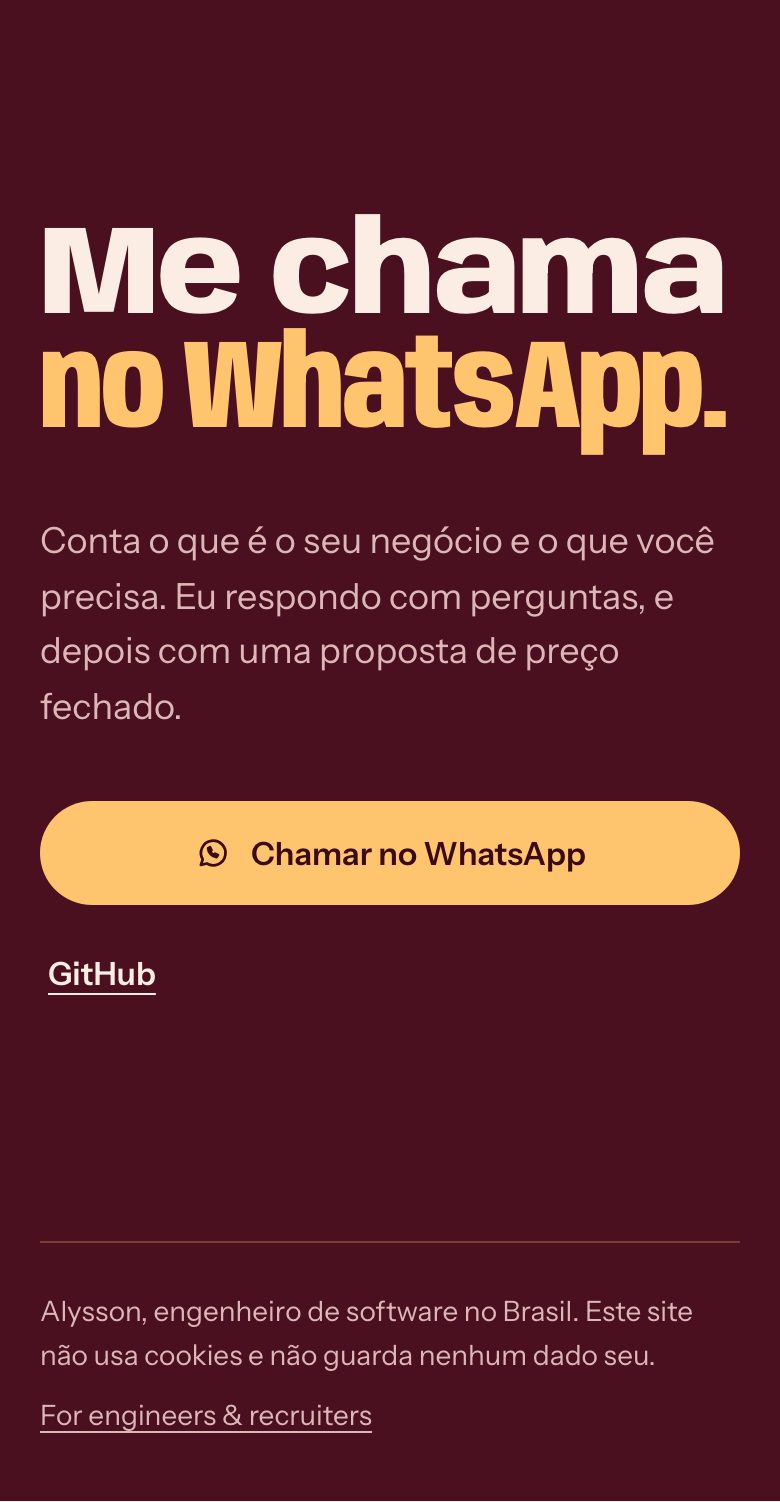 Me chama
no WhatsApp.
Conta o que é o seu negócio e o que você
precisa. Eu respondo com perguntas, e
depois com uma proposta de preço
fechado.
Chamar no WhatsApp
GitHub
Alysson, engenheiro de software no Brasil. Este site
não usa cookies e não guarda nenhum dado seu.
For engineers & recruiters